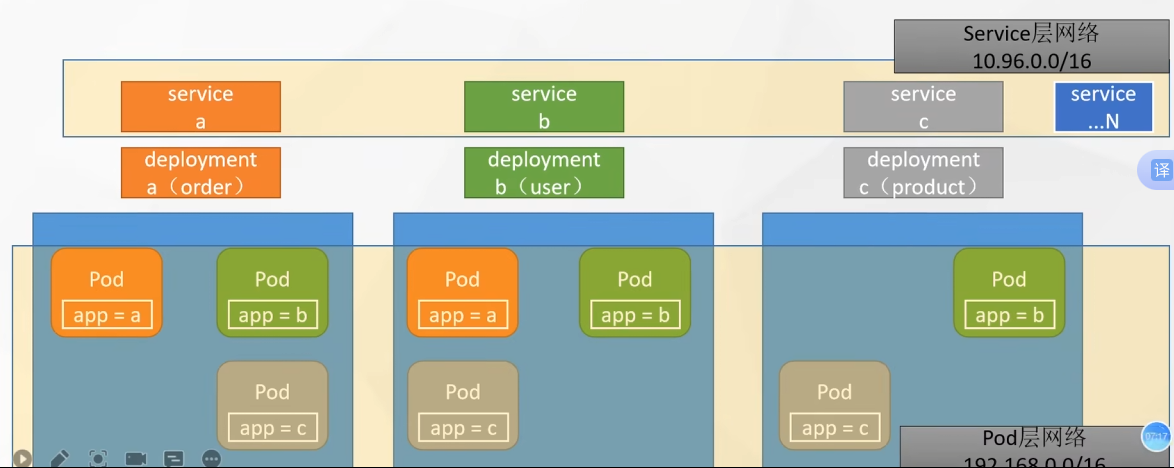 Service层网络
10.96.0.0/16
service
a
service
b
service
c
service
...N
deployment
a（order）
deployment
b（user）
deployment
c（product）
译
Pod
app = a
Pod
app = b
Pod
app = a
Pod
app = b
Pod
app = b
Pod
app = c
Pod
app = c
Pod
app = c
Pod层网络
192.168.0.0/16